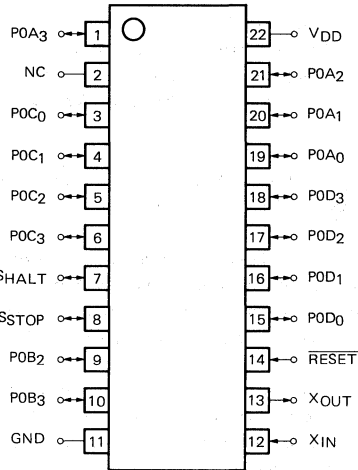 P0A3 1 22 VDD
NC 2 21 P0A2
P0C0 3 20 P0A1
P0C1 4 19 P0A0
P0C2 5 18 P0D3
P0C3 6 17 P0D2
SHALT 7 16 P0D1
SSTOP 8 15 P0D0
P0B2 9 14 RESET
P0B3 10 13 XOUT
GND 11 12 XIN